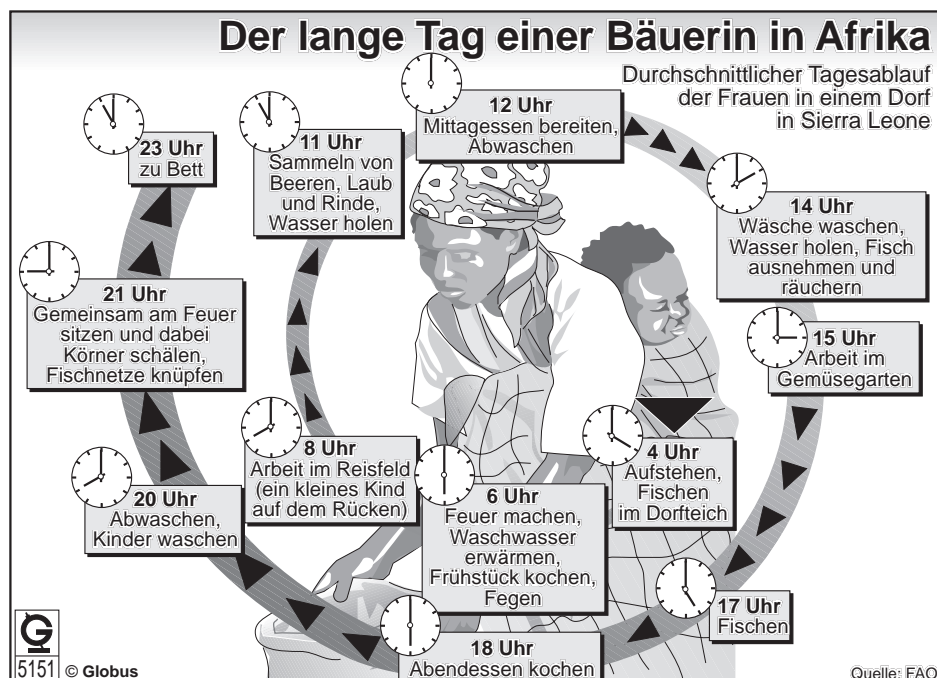 Der lange Tag einer Bäuerin in Afrika
Durchschnittlicher Tagesablauf
der Frauen in einem Dorf
in Sierra Leone
4 Uhr
Aufstehen,
Fischen
im Dorfteich
6 Uhr
Feuer machen,
Waschwasser
erwärmen,
Frühstück kochen,
Fegen
8 Uhr
Arbeit im Reisfeld
(ein kleines Kind
auf dem Rücken)
11 Uhr
Sammeln von
Beeren, Laub
und Rinde,
Wasser holen
12 Uhr
Mittagessen bereiten,
Abwaschen
14 Uhr
Wäsche waschen,
Wasser holen, Fisch
ausnehmen und
räuchern
15 Uhr
Arbeit im
Gemüsegarten
17 Uhr
Fischen
18 Uhr
Abendessen kochen
20 Uhr
Abwaschen,
Kinder waschen
21 Uhr
Gemeinsam am Feuer
sitzen und dabei
Körner schälen,
Fischnetze knüpfen
23 Uhr
zu Bett
G
5151 © Globus
Quelle: FAO